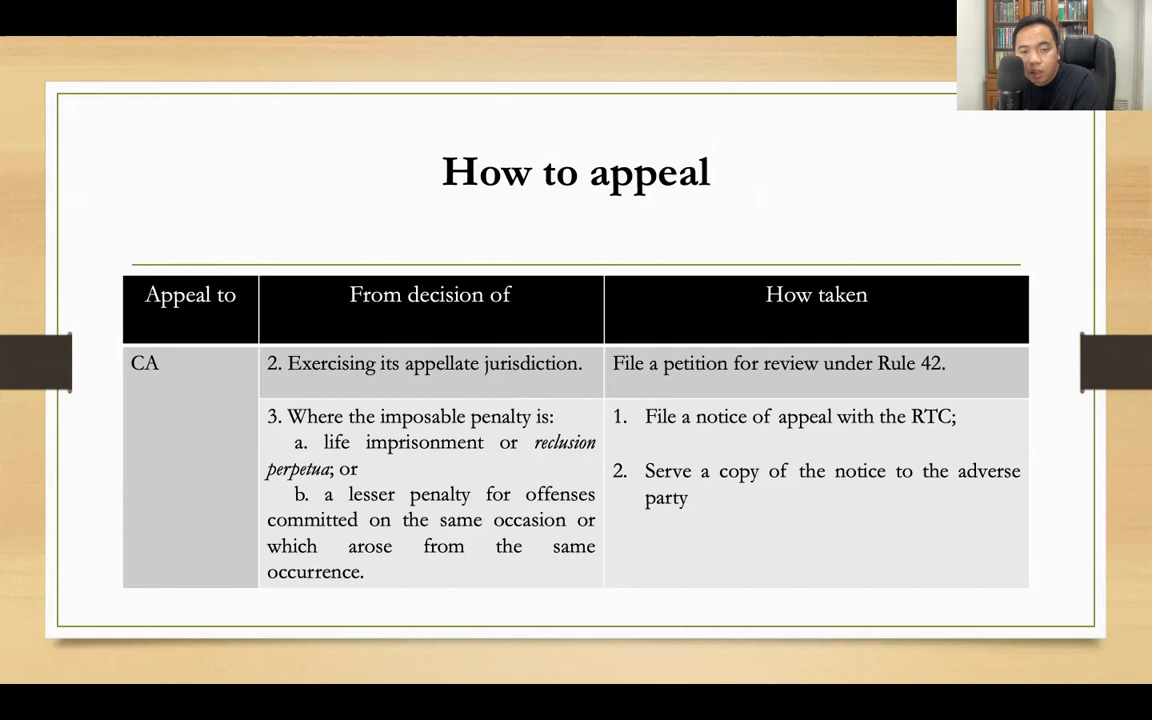 How to appeal
Appeal to
From decision of
How taken
CA
2. Exercising its appellate jurisdiction.
File a petition for review under Rule 42.
3. Where the imposable penalty is:
a. life imprisonment or reclusion
perpetua; or
b. a lesser penalty for offenses
committed on the same occasion or
which arose from the same
occurrence.
1. File a notice of appeal with the RTC;
2. Serve a copy of the notice to the adverse
party